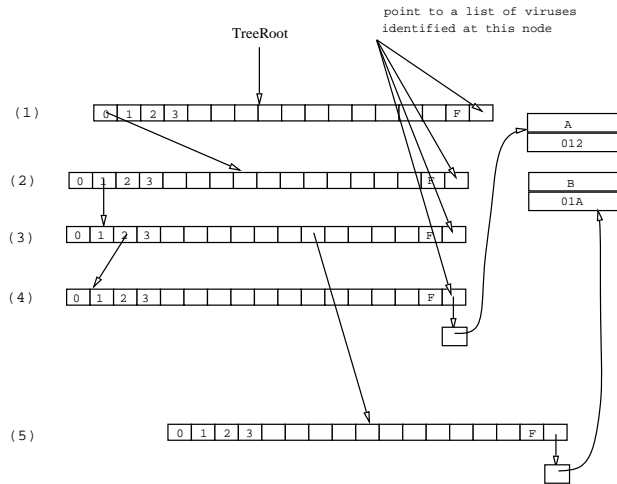 point to a list of viruses
identified at this node
TreeRoot
(1)
0 1 2 3 F
A
012
(2)
0 1 2 3 F
B
01A
(3)
0 1 2 3 F
(4)
0 1 2 3 F
(5)
0 1 2 3 F